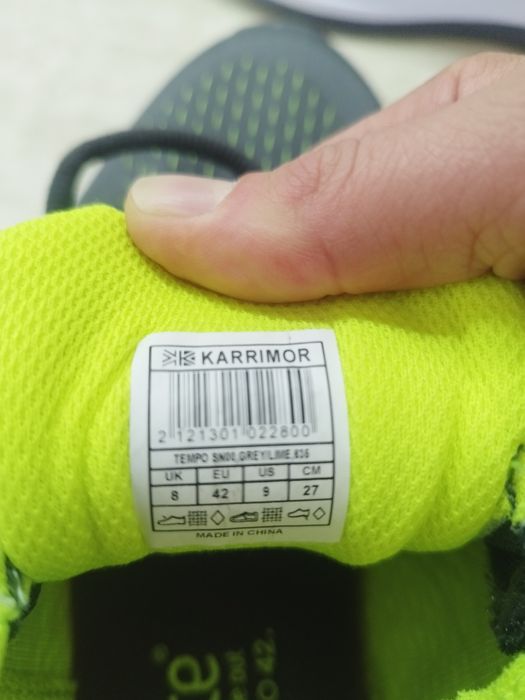 KARRIMOR
2 121301 022800
TEMPO SN00,GREY/LIME,635
UK EU US CM
8 42 9 27
MADE IN CHINA